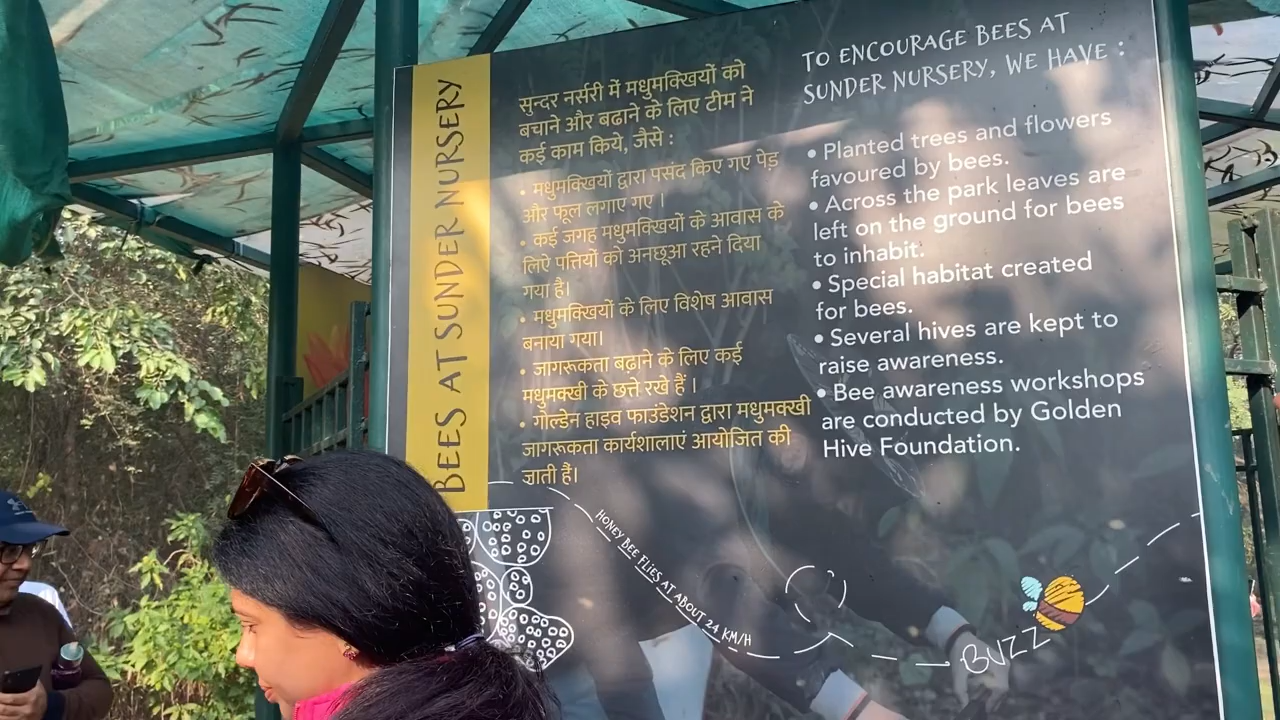 BEES AT SUNDER NURSERY
सुन्दर नर्सरी में मधुमक्खियों को
बचाने और बढाने के लिए टीम ने
कई काम किये, जैसे :
• मधुमक्खियों द्वारा पसंद किए गए पेड़
और फूल लगाए गए ।
• कई जगह मधुमक्खियों के आवास के
लिऐ पत्तियों को अनछूआ रहने दिया
गया है।
• मधुमक्खियों के लिए विशेष आवास
बनाया गया।
• जागरूकता बढ़ाने के लिए कई
मधुमक्खी के छत्ते रखे हैं ।
• गोल्डेन हाइव फाउंडेशन द्वारा मधुमक्खी
जागरूकता कार्यशालाएं आयोजित की
जाती हैं।
TO ENCOURAGE BEES AT
SUNDER NURSERY, WE HAVE :
• Planted trees and flowers
favoured by bees.
• Across the park leaves are
left on the ground for bees
to inhabit.
• Special habitat created
for bees.
• Several hives are kept to
raise awareness.
• Bee awareness workshops
are conducted by Golden
Hive Foundation.
HONEY BEE FLIES AT ABOUT 24 KM/H
BUZZ